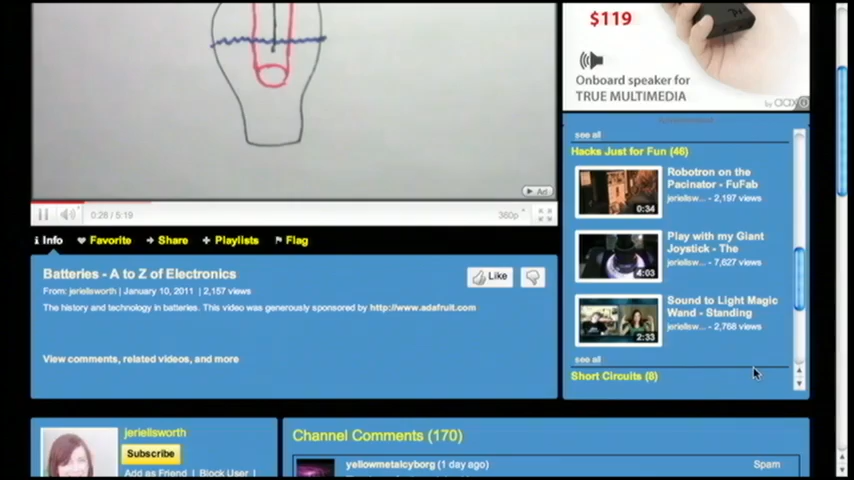 $119
Onboard speaker for
TRUE MULTIMEDIA
Ad
0:28 / 5:19
360p
see all
Hacks Just for Fun (46)
Robotron on the
Pacinator - FuFab
jeriellsw... - 2,197 views
0:34
Play with my Giant
Joystick - The
jeriellsw... - 7,627 views
4:03
Sound to Light Magic
Wand - Standing
jeriellsw... - 2,768 views
2:33
see all
Short Circuits (8)
Info
Favorite
Share
Playlists
Flag
Batteries - A to Z of Electronics
Like
From: jeriellsworth | January 10, 2011 | 2,157 views
The history and technology in batteries. This video was generously sponsored by http://www.adafruit.com
View comments, related videos, and more
jeriellsworth
Subscribe
Add as Friend | Block User |
Channel Comments (170)
yellowmetalcyborg (1 day ago)
Spam